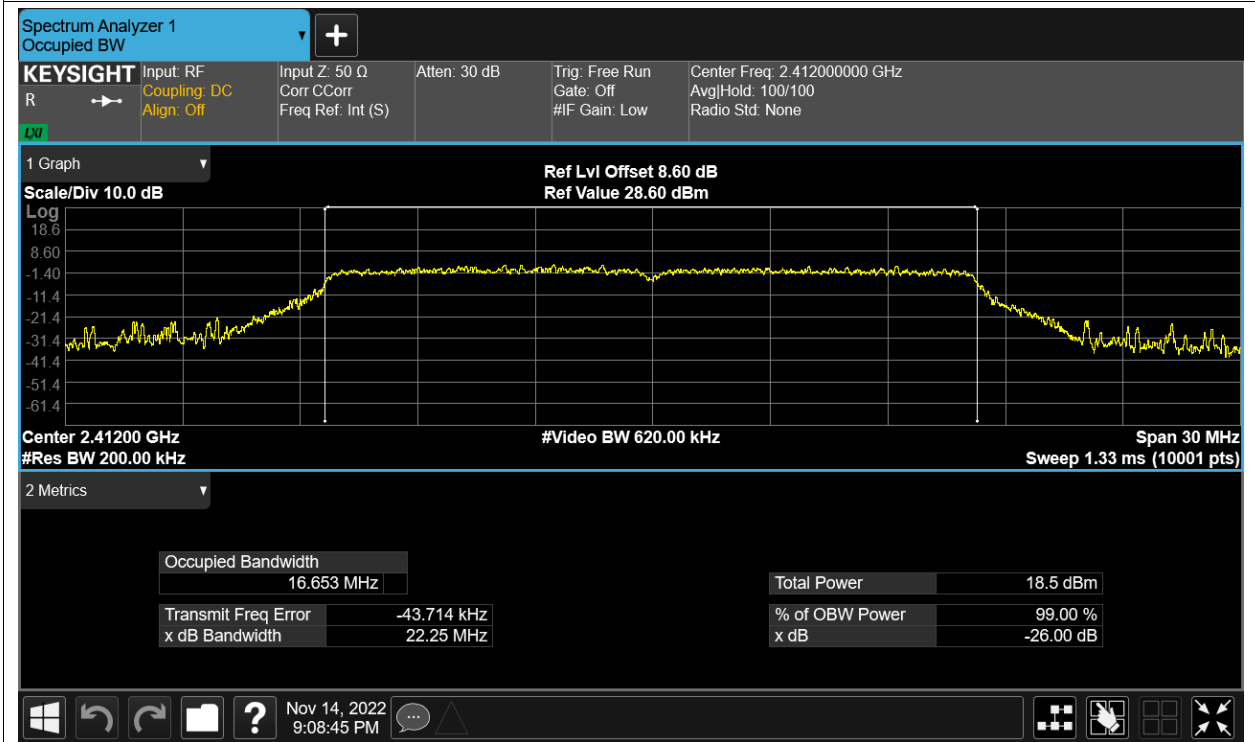 Spectrum Analyzer 1
Occupied BW
KEYSIGHT
R
LXI
Input: RF
Coupling: DC
Align: Off
Input Z: 50 Ω
Corr CCorr
Freq Ref: Int (S)
Atten: 30 dB
Trig: Free Run
Gate: Off
#IF Gain: Low
Center Freq: 2.412000000 GHz
Avg|Hold: 100/100
Radio Std: None
1 Graph
Scale/Div 10.0 dB
Ref Lvl Offset 8.60 dB
Ref Value 28.60 dBm
Log
18.6
8.60
-1.40
-11.4
-21.4
-31.4
-41.4
-51.4
-61.4
Center 2.41200 GHz
#Res BW 200.00 kHz
#Video BW 620.00 kHz
Span 30 MHz
Sweep 1.33 ms (10001 pts)
2 Metrics
Occupied Bandwidth
16.653 MHz
Transmit Freq Error -43.714 kHz
x dB Bandwidth 22.25 MHz
Total Power 18.5 dBm
% of OBW Power 99.00 %
x dB -26.00 dB
?
Nov 14, 2022
9:08:45 PM